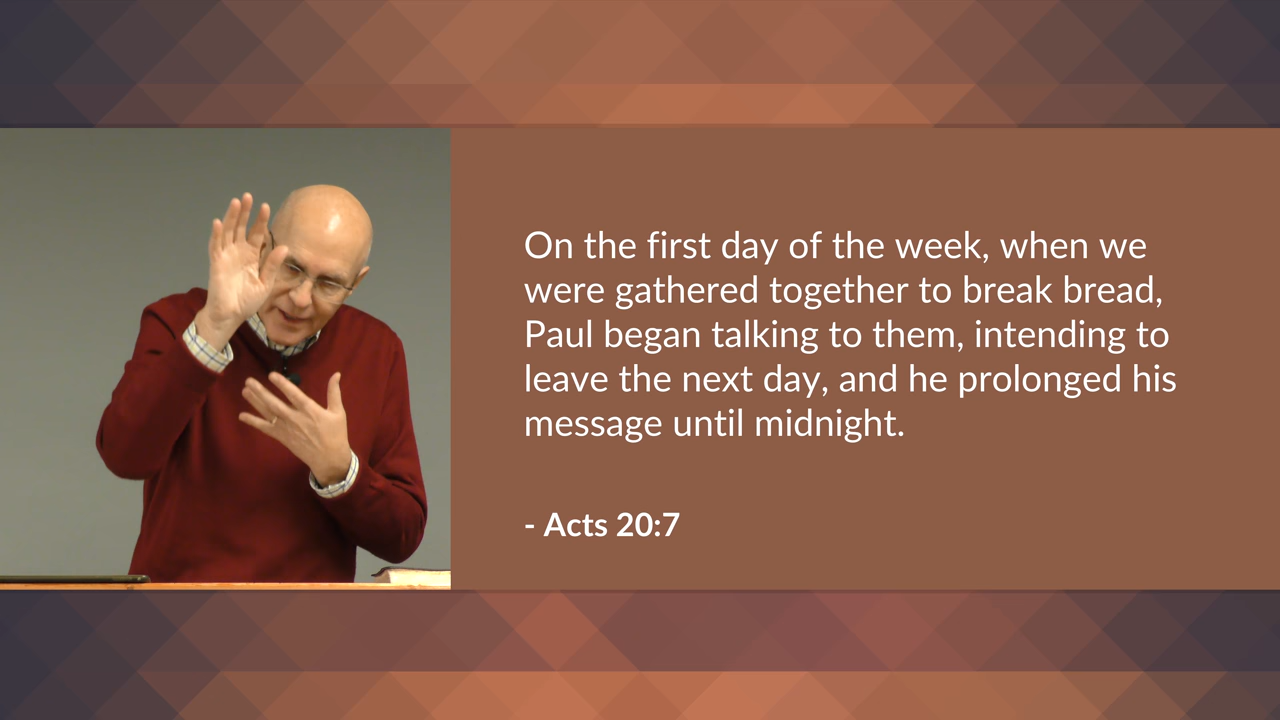 On the first day of the week, when we
were gathered together to break bread,
Paul began talking to them, intending to
leave the next day, and he prolonged his
message until midnight.
- Acts 20:7